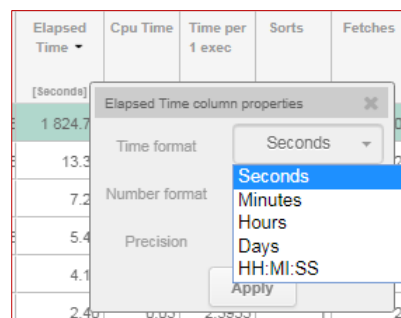 Elapsed Time Cpu Time Time per 1 exec Sorts Fetches
[Seconds]
Elapsed Time column properties
1 824.7
Time format Seconds
13.3
Seconds
7.2 Number format Minutes
Hours
5.4 Precision Days
HH:MI:SS
4.1
Apply